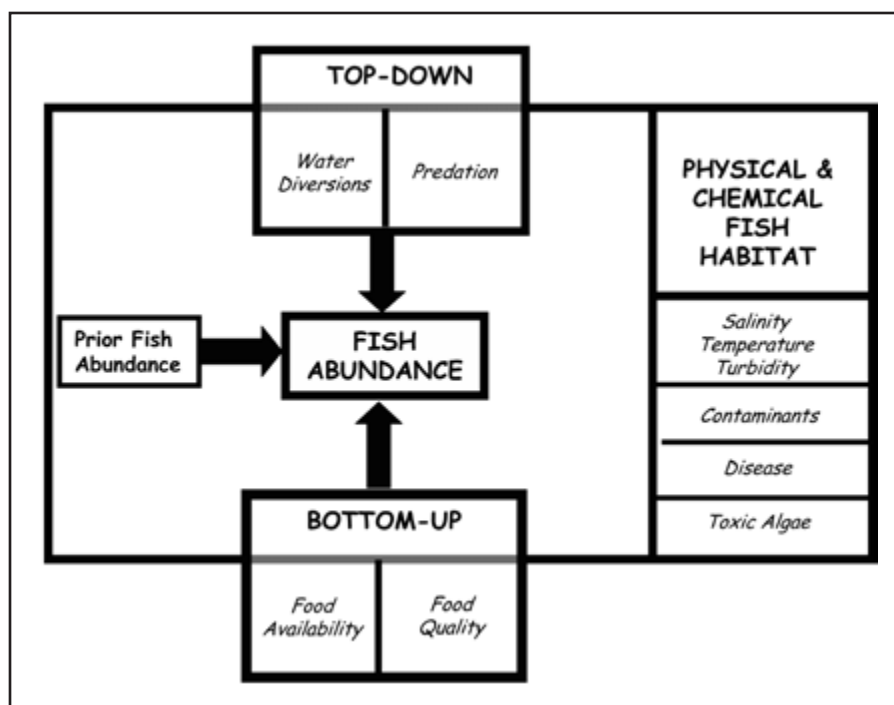 TOP-DOWN
Water
Diversions
Predation
PHYSICAL &
CHEMICAL
FISH
HABITAT
Prior Fish
Abundance
FISH
ABUNDANCE
Salinity
Temperature
Turbidity
Contaminants
Disease
Toxic Algae
BOTTOM-UP
Food
Availability
Food
Quality